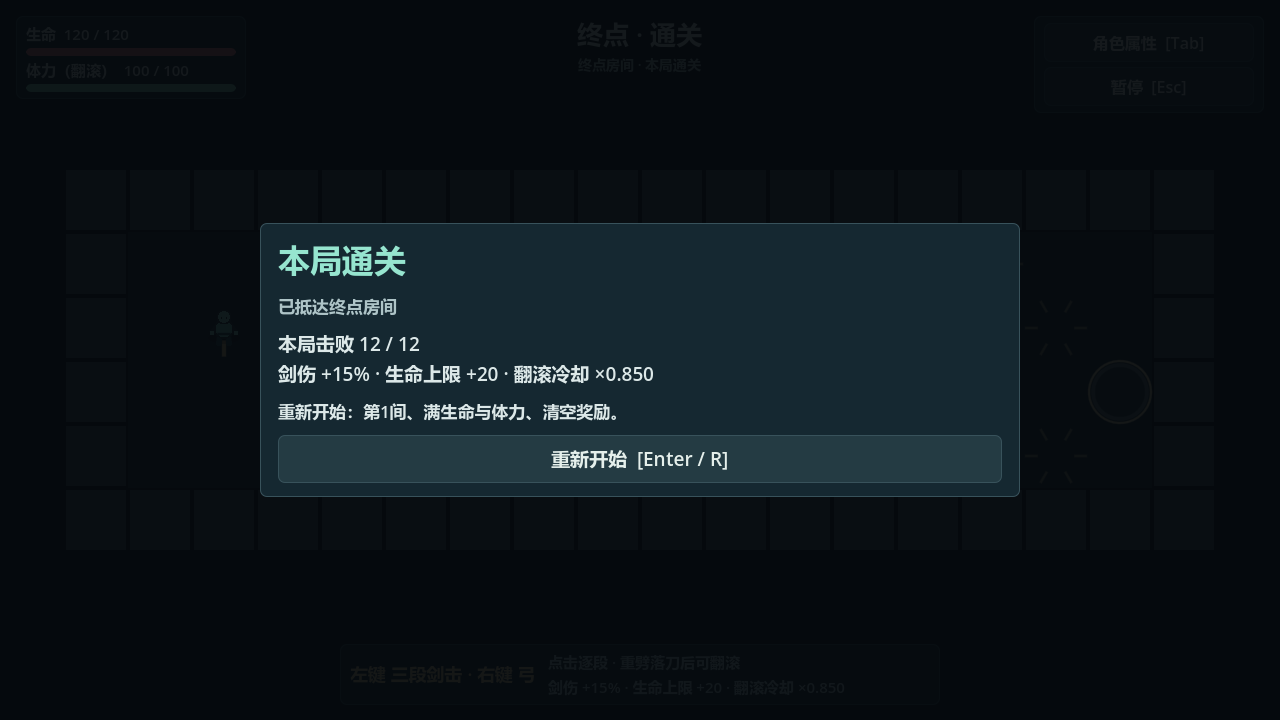 生命 120 / 120
体力（翻滚） 100 / 100
终点 · 通关
终点房间 · 本局通关
角色属性 [Tab]
暂停 [Esc]
本局通关
已抵达终点房间
本局击败 12 / 12
剑伤 +15% · 生命上限 +20 · 翻滚冷却 ×0.850
重新开始：第1间、满生命与体力、清空奖励。
重新开始 [Enter / R]
左键 三段剑击 · 右键 弓
点击逐段 · 重劈落刀后可翻滚
剑伤 +15% · 生命上限 +20 · 翻滚冷却 ×0.850